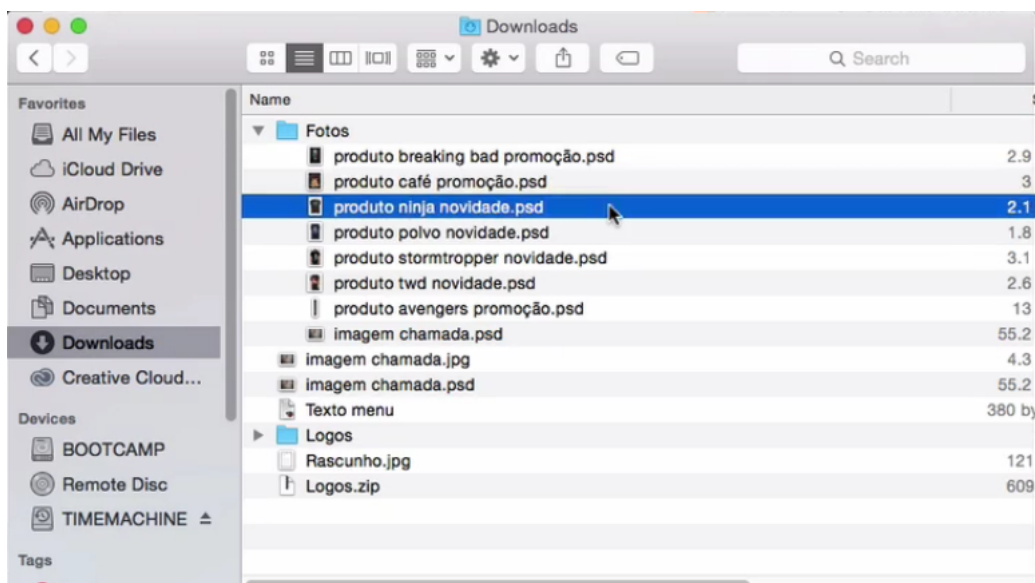 Downloads
Search
Favorites
All My Files
iCloud Drive
AirDrop
Applications
Desktop
Documents
Downloads
Creative Cloud...
Devices
BOOTCAMP
Remote Disc
TIMEMACHINE
Tags
Name
Fotos
produto breaking bad promoção.psd 2.9
produto café promoção.psd 3
produto ninja novidade.psd 2.1
produto polvo novidade.psd 1.8
produto stormtropper novidade.psd 3.1
produto twd novidade.psd 2.6
produto avengers promoção.psd 13
imagem chamada.psd 55.2
imagem chamada.jpg 4.3
imagem chamada.psd 55.2
Texto menu 380 by
Logos
Rascunho.jpg 121
Logos.zip 609